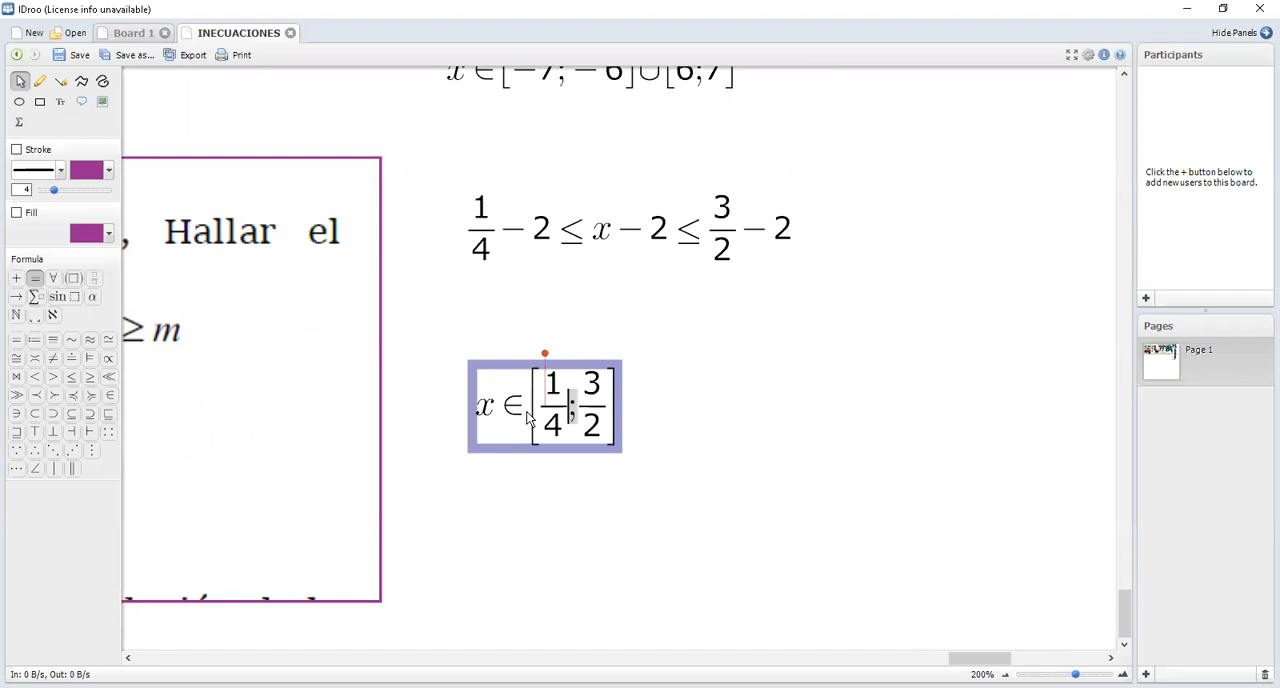 IDroo (License info unavailable)
New Open Board 1 INECUACIONES Hide Panels
Save Save as... Export Print
Participants
x ∈ [−7; −6] ∪ [6;7]
Stroke
4
Fill
Formula
, Hallar el
≥ m
1/4 − 2 ≤ x − 2 ≤ 3/2 − 2
x ∈ [1/4 ; 3/2]
Click the + button below to
add new users to this board.
Pages
Page 1
In: 0 B/s, Out: 0 B/s
200%